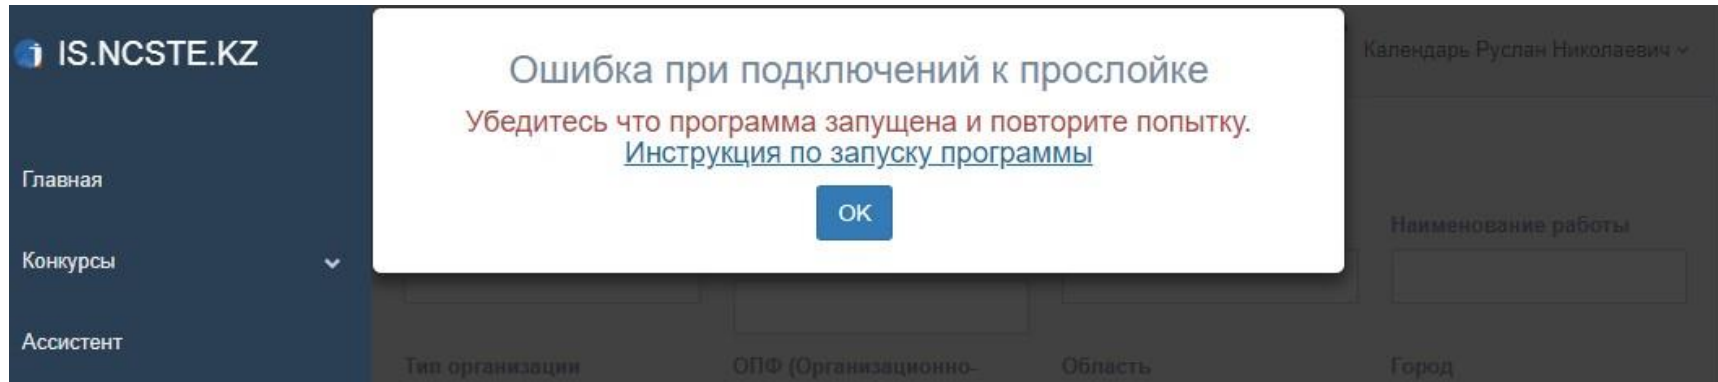 IS.NCSTE.KZ
Ошибка при подключений к прослойке
Календарь Руслан Николаевич
Убедитесь что программа запущена и повторите попытку.
Инструкция по запуску программы
Главная
OK
Наименование работы
Конкурсы
Ассистент
Тип организации
ОПФ (Организационно-
Область
Город